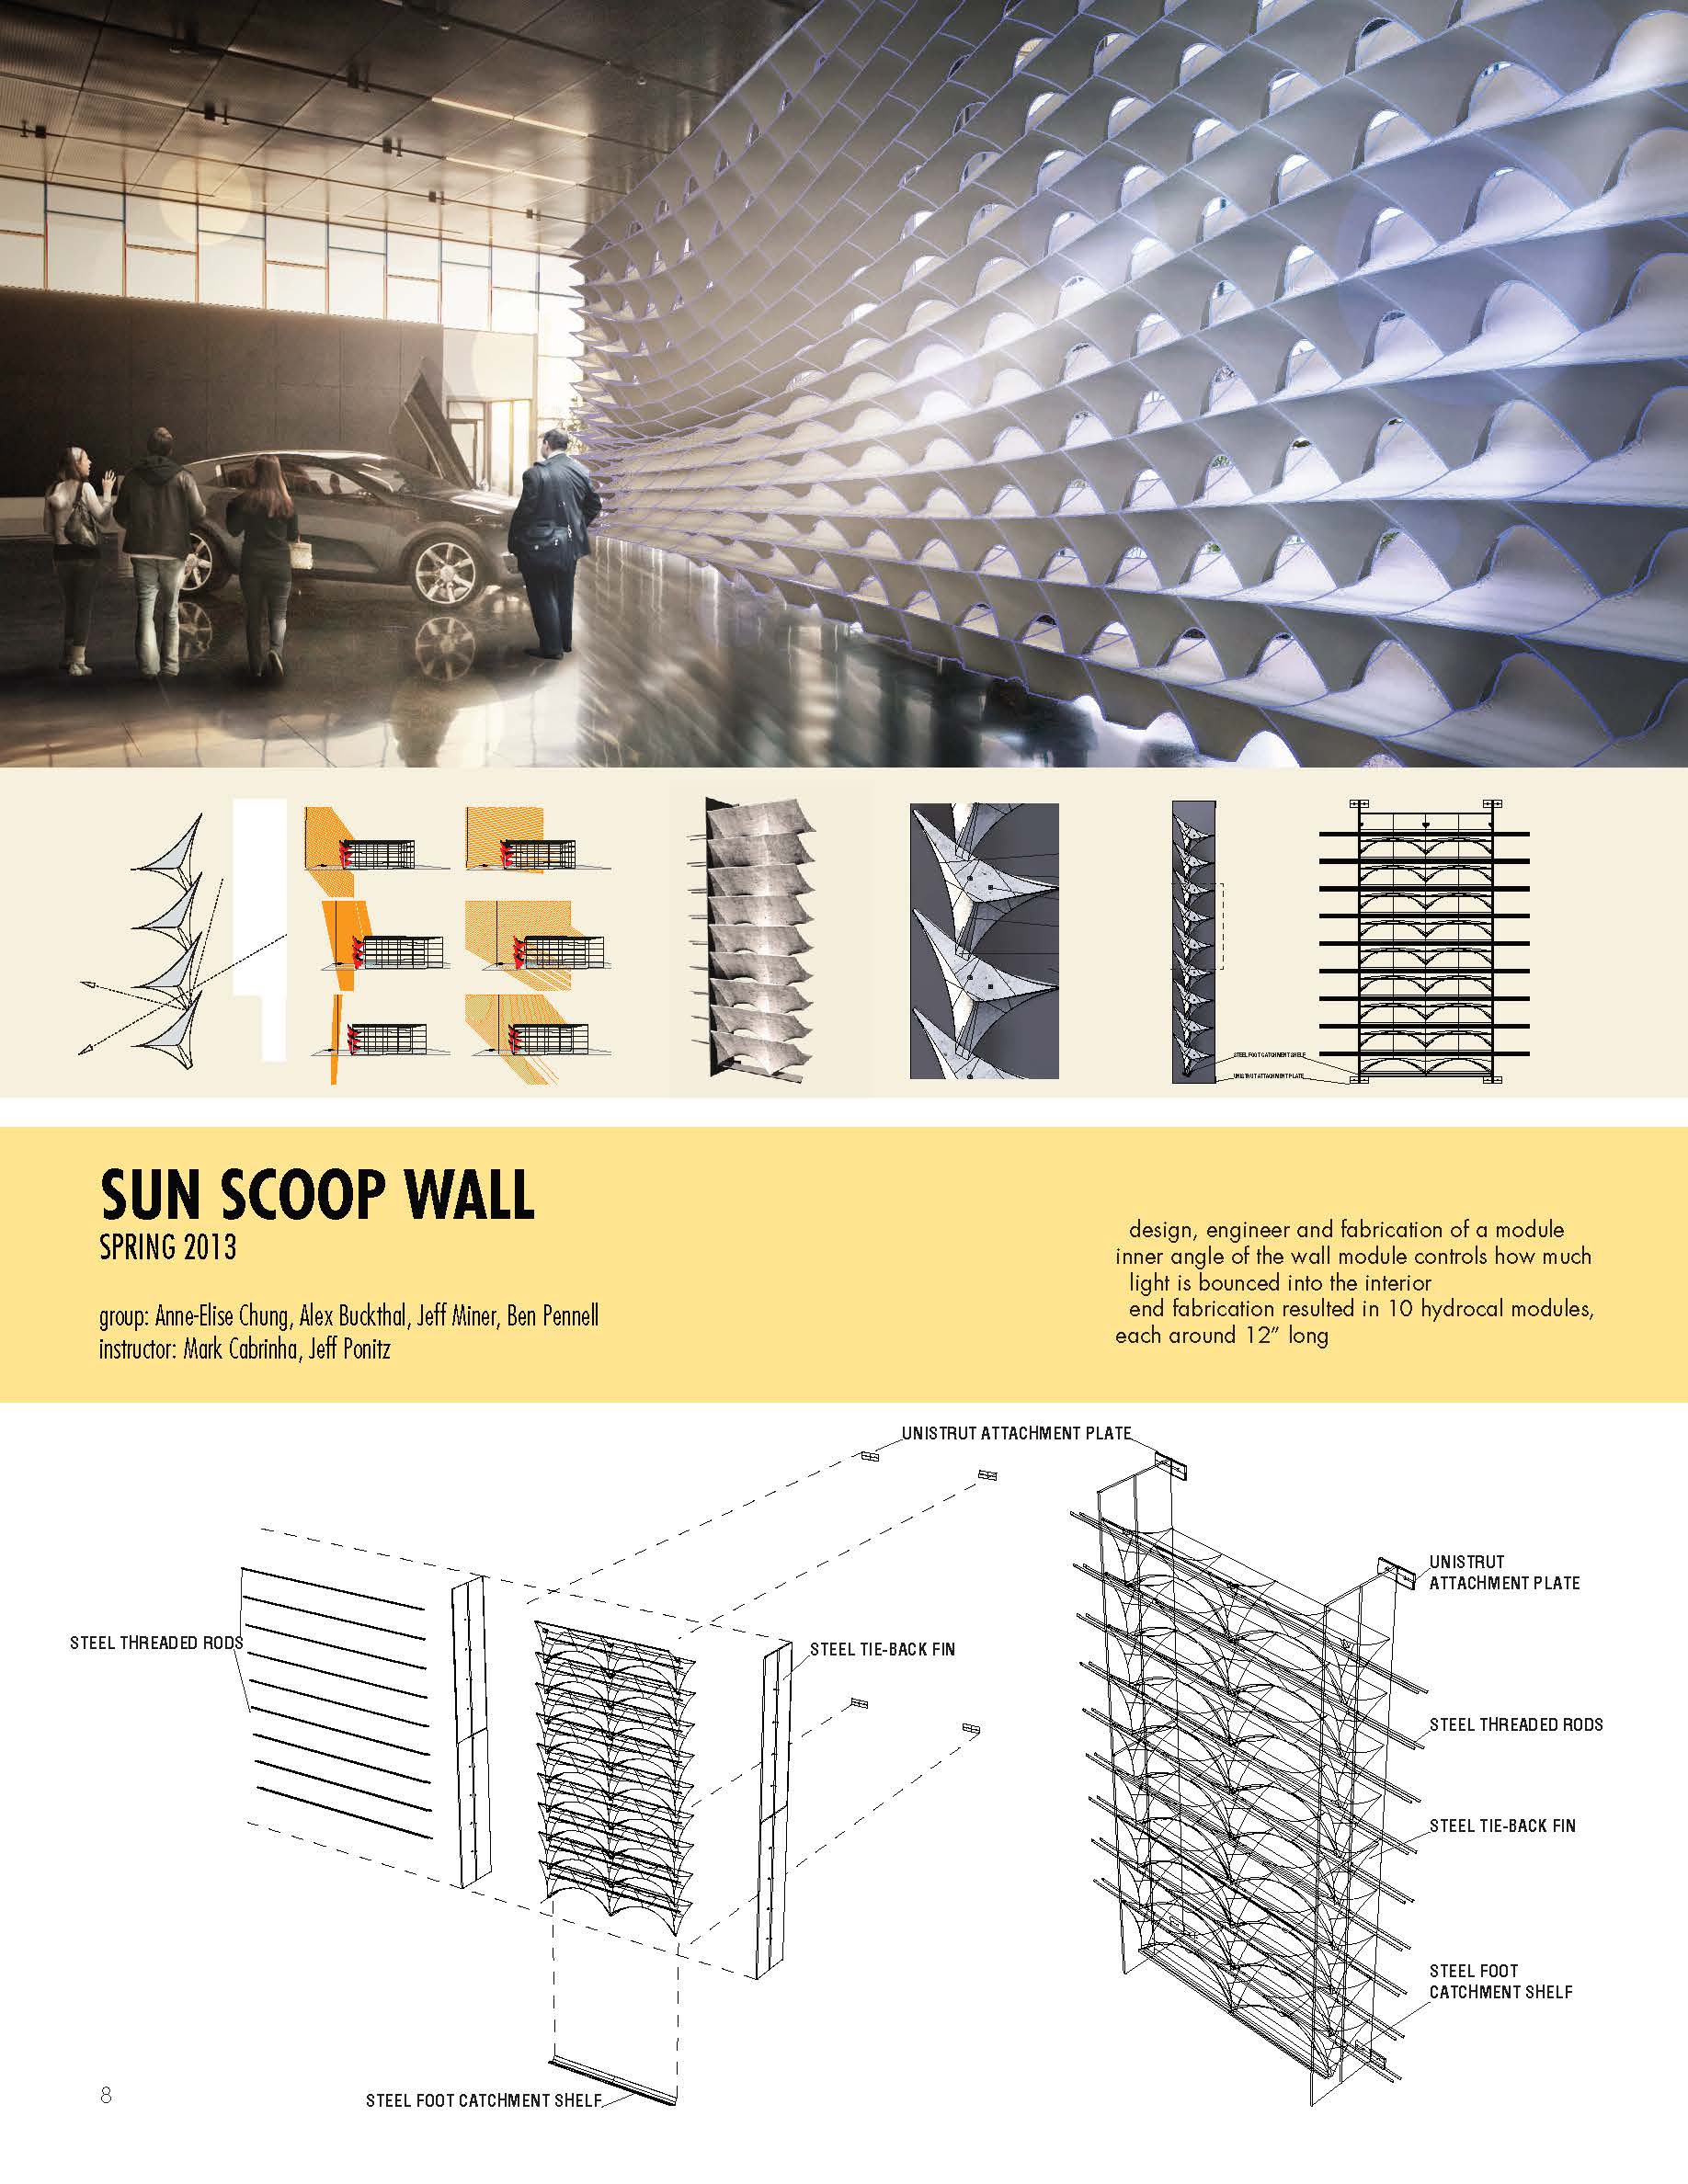 STEEL FOOT CATCHMENT SHELF
UNISTRUT ATTACHMENT PLATE
SUN SCOOP WALL
SPRING 2013
group: Anne-Elise Chung, Alex Buckthal, Jeff Miner, Ben Pennell
instructor: Mark Cabrinha, Jeff Ponitz
design, engineer and fabrication of a module
inner angle of the wall module controls how much
light is bounced into the interior
end fabrication resulted in 10 hydrocal modules,
each around 12" long
UNISTRUT ATTACHMENT PLATE
STEEL THREADED RODS
STEEL TIE-BACK FIN
STEEL FOOT CATCHMENT SHELF
UNISTRUT
ATTACHMENT PLATE
STEEL THREADED RODS
STEEL TIE-BACK FIN
STEEL FOOT
CATCHMENT SHELF
8